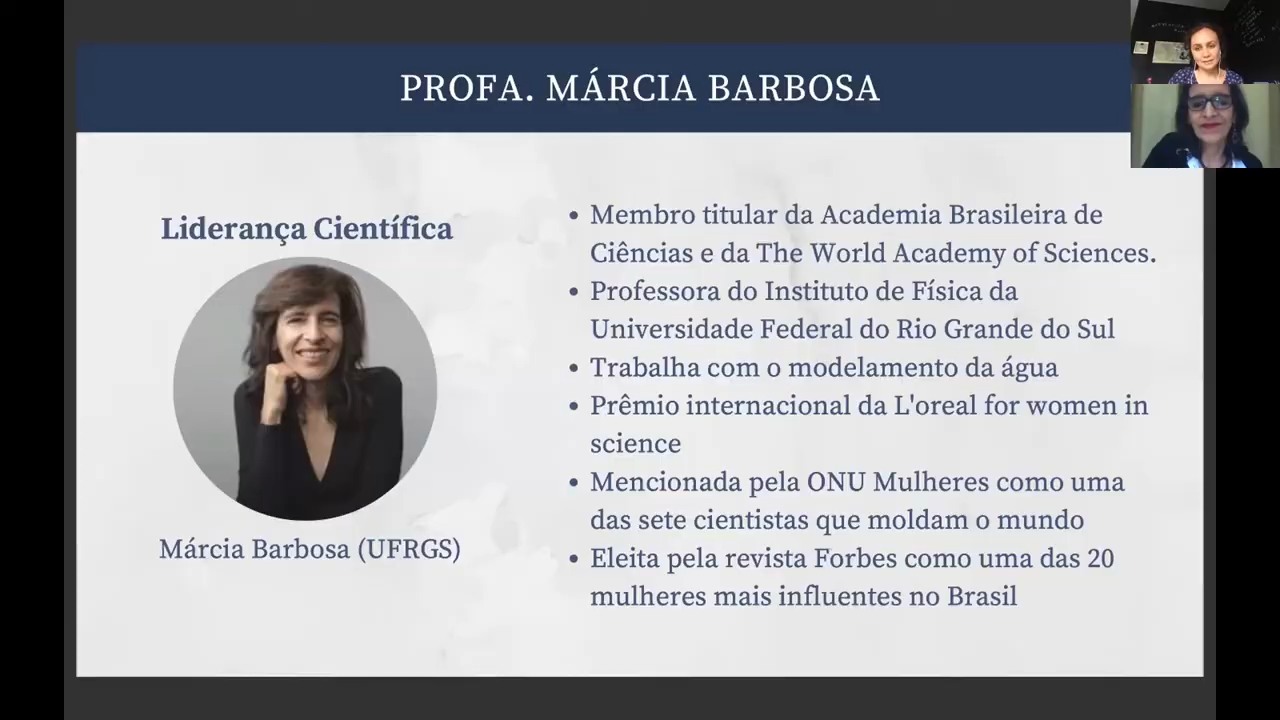 PROFA. MÁRCIA BARBOSA
Liderança Científica
Márcia Barbosa (UFRGS)
• Membro titular da Academia Brasileira de
Ciências e da The World Academy of Sciences.
• Professora do Instituto de Física da
Universidade Federal do Rio Grande do Sul
• Trabalha com o modelamento da água
• Prêmio internacional da L'oreal for women in
science
• Mencionada pela ONU Mulheres como uma
das sete cientistas que moldam o mundo
• Eleita pela revista Forbes como uma das 20
mulheres mais influentes no Brasil